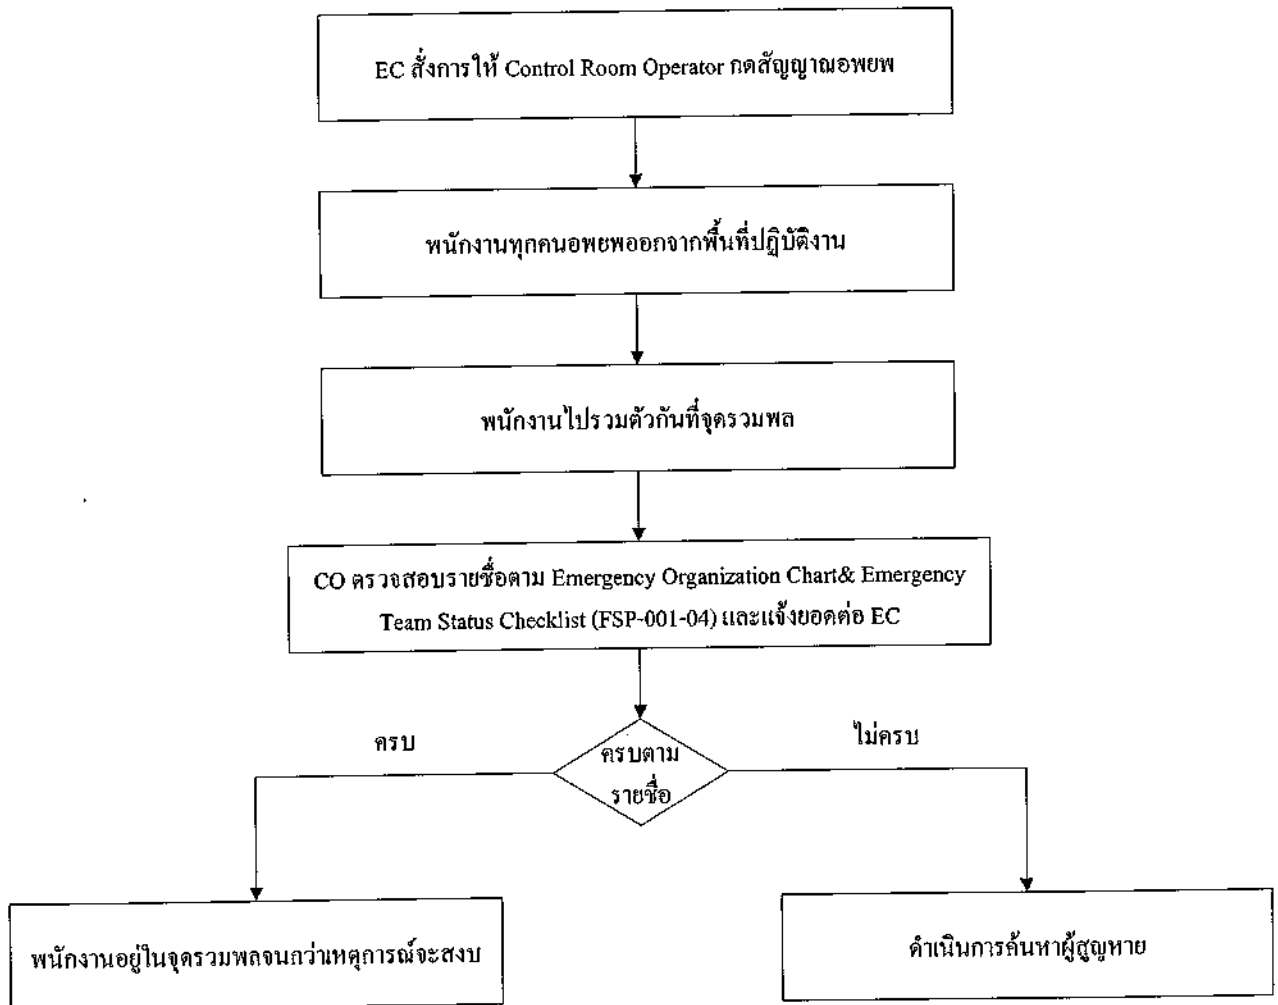 EC สั่งการให้ Control Room Operator กดสัญญาณอพยพ
พนักงานทุกคนอพยพออกจากพื้นที่ปฏิบัติงาน
พนักงานไปรวมตัวกันที่จุดรวมพล
CO ตรวจสอบรายชื่อตาม Emergency Organization Chart& Emergency
Team Status Checklist (FSP-001-04) และแจ้งยอดต่อ EC
ครบ
ไม่ครบ
ครบตาม
รายชื่อ
พนักงานอยู่ในจุดรวมพลจนกว่าเหตุการณ์จะสงบ
ดำเนินการค้นหาผู้สูญหาย